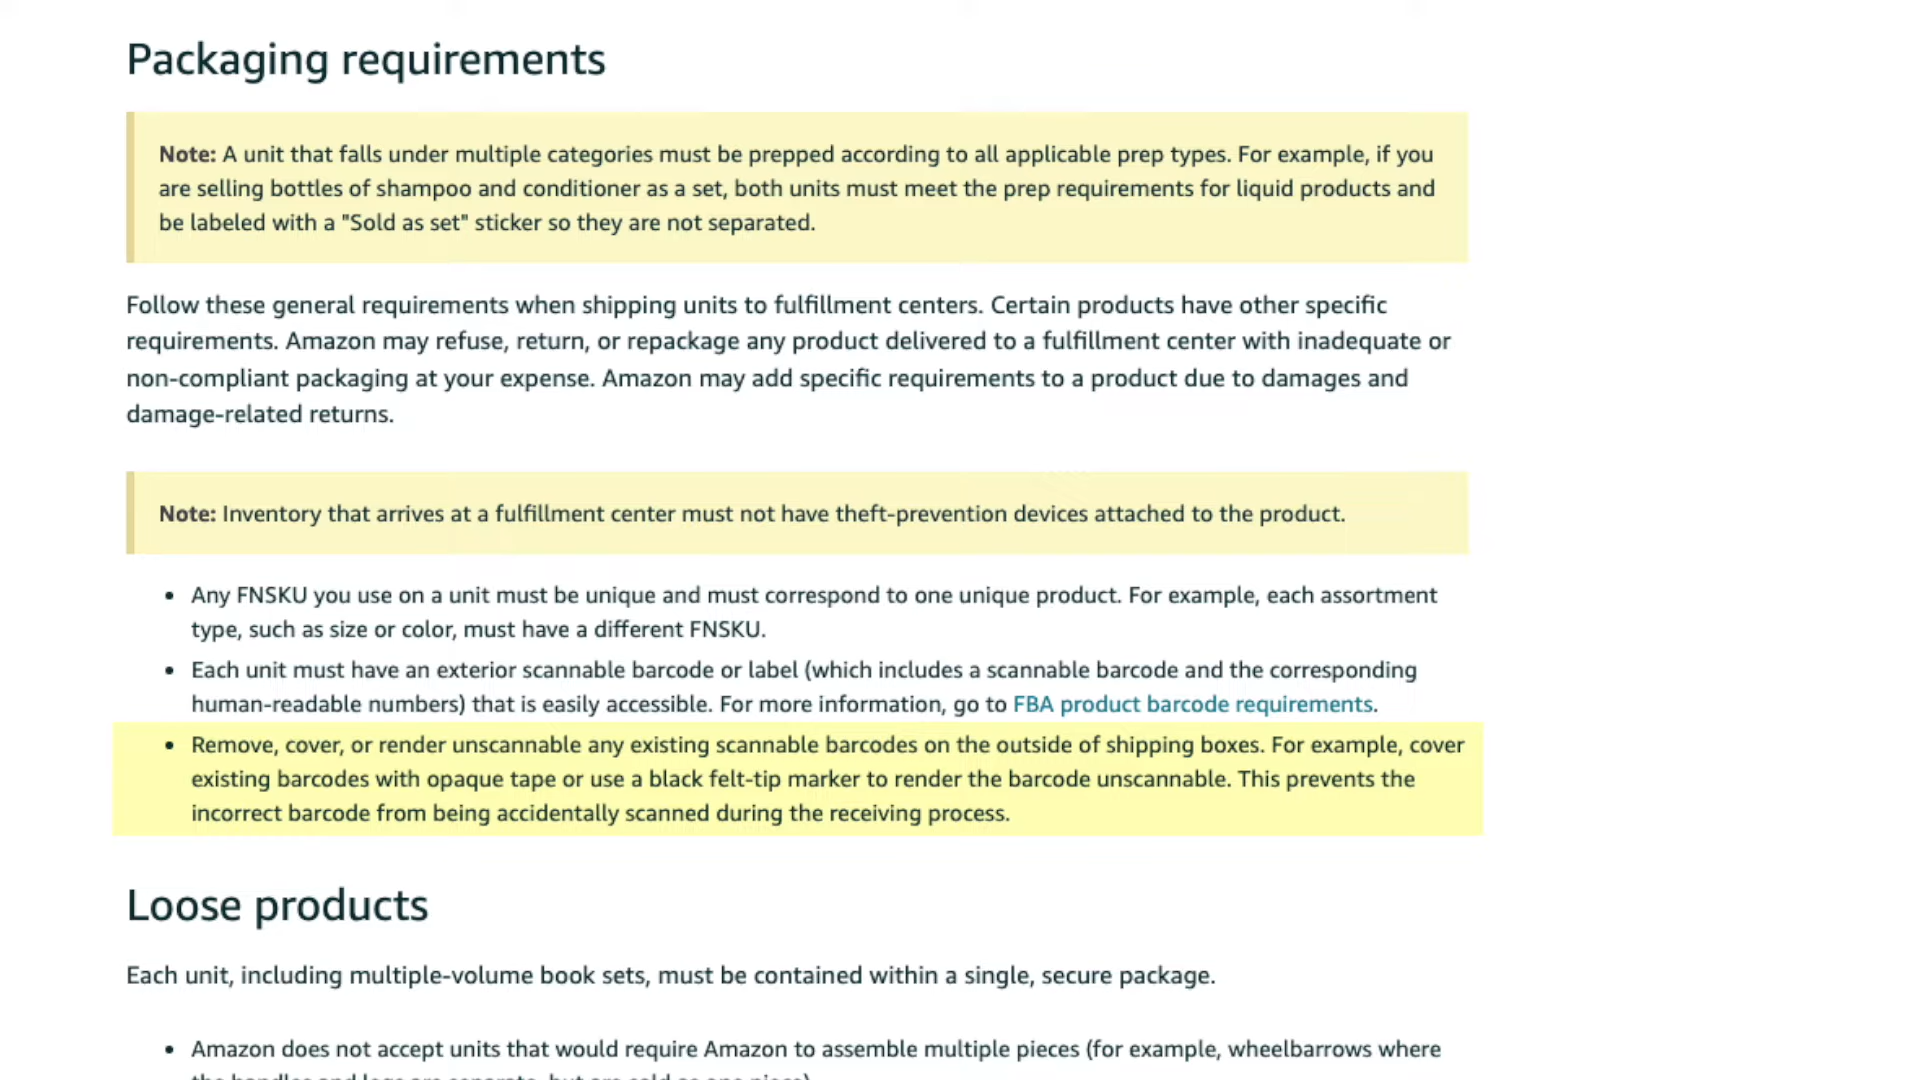 Packaging requirements
Note: A unit that falls under multiple categories must be prepped according to all applicable prep types. For example, if you
are selling bottles of shampoo and conditioner as a set, both units must meet the prep requirements for liquid products and
be labeled with a "Sold as set" sticker so they are not separated.
Follow these general requirements when shipping units to fulfillment centers. Certain products have other specific
requirements. Amazon may refuse, return, or repackage any product delivered to a fulfillment center with inadequate or
non-compliant packaging at your expense. Amazon may add specific requirements to a product due to damages and
damage-related returns.
Note: Inventory that arrives at a fulfillment center must not have theft-prevention devices attached to the product.
• Any FNSKU you use on a unit must be unique and must correspond to one unique product. For example, each assortment
type, such as size or color, must have a different FNSKU.
• Each unit must have an exterior scannable barcode or label (which includes a scannable barcode and the corresponding
human-readable numbers) that is easily accessible. For more information, go to FBA product barcode requirements.
• Remove, cover, or render unscannable any existing scannable barcodes on the outside of shipping boxes. For example, cover
existing barcodes with opaque tape or use a black felt-tip marker to render the barcode unscannable. This prevents the
incorrect barcode from being accidentally scanned during the receiving process.
Loose products
Each unit, including multiple-volume book sets, must be contained within a single, secure package.
• Amazon does not accept units that would require Amazon to assemble multiple pieces (for example, wheelbarrows where